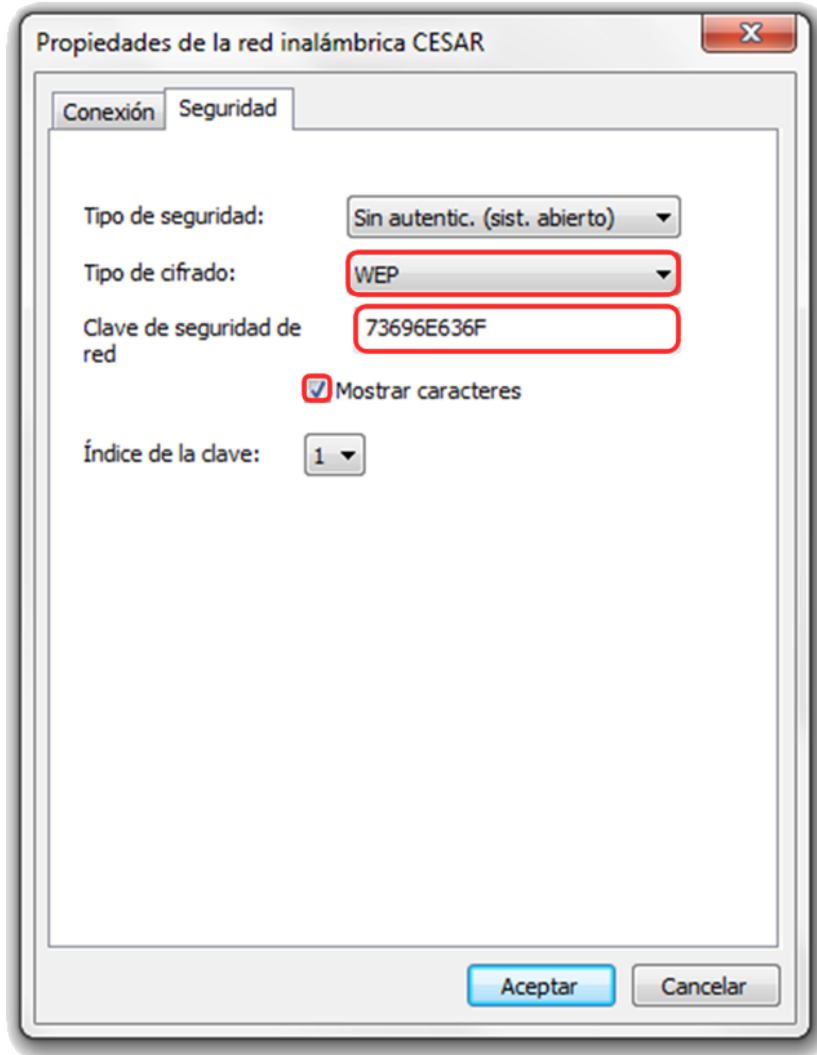 Propiedades de la red inalámbrica CESAR
Conexión Seguridad
Tipo de seguridad: Sin autentic. (sist. abierto)
Tipo de cifrado: WEP
Clave de seguridad de 73696E636F
red
Mostrar caracteres
Índice de la clave: 1
Aceptar Cancelar